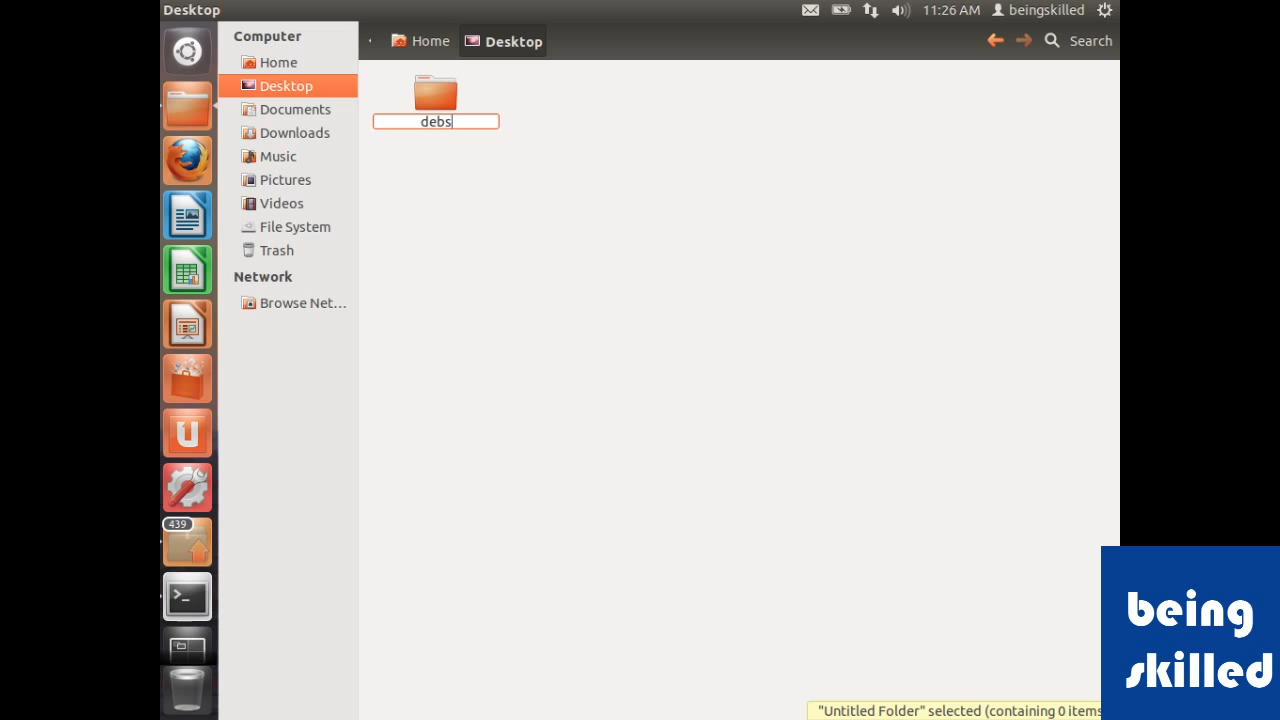 Desktop
11:26 AM
beingskilled
Computer
Home
Desktop
Documents
Downloads
Music
Pictures
Videos
File System
Trash
Network
Browse Net...
Home
Desktop
Search
debs
U
439
>_
"Untitled Folder" selected (containing 0 items
being
skilled